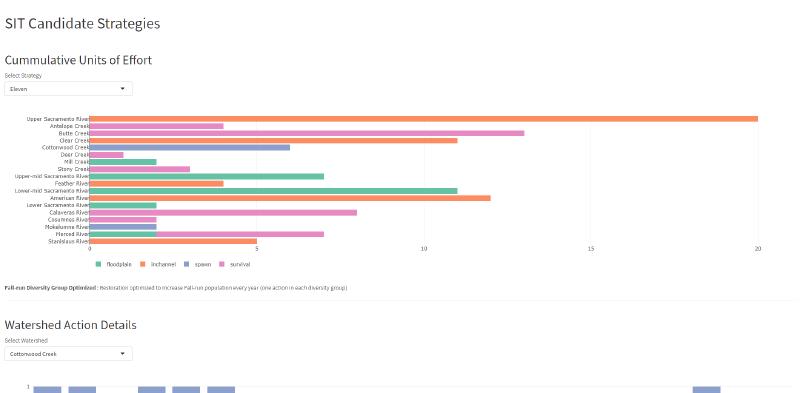 SIT Candidate Strategies
Cummulative Units of Effort
Select Strategy
Eleven
Upper Sacramento River
Antelope Creek
Butte Creek
Clear Creek
Cottonwood Creek
Deer Creek
Mill Creek
Stony Creek
Upper-mid Sacramento River
Feather River
Lower-mid Sacramento River
American River
Lower Sacramento River
Calaveras River
Cosumnes River
Mokelumne River
Merced River
Stanislaus River
0 5 10 15 20
floodplain inchannel spawn survival
Fall-run Diversity Group Optimized : Restoration optimized to increase Fall-run population every year (one action in each diversity group)
Watershed Action Details
Select Watershed
Cottonwood Creek
1